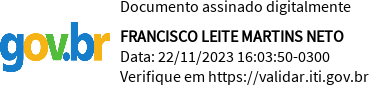 Documento assinado digitalmente
gov.br
FRANCISCO LEITE MARTINS NETO
Data: 22/11/2023 16:03:50-0300
Verifique em https://validar.iti.gov.br